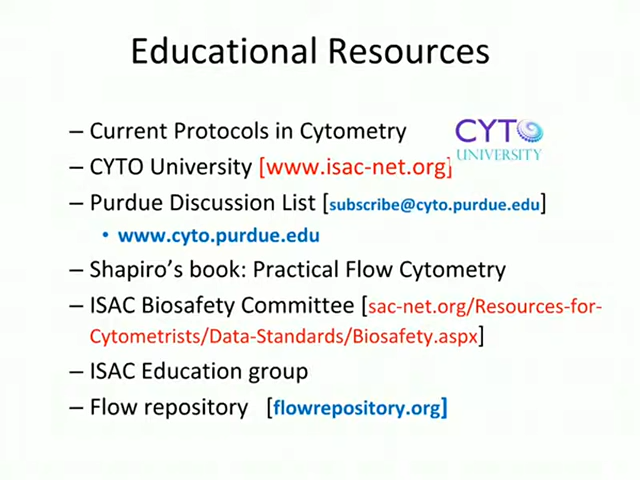 Educational Resources
– Current Protocols in Cytometry
CYTO
UNIVERSITY
– CYTO University [www.isac-net.org]
– Purdue Discussion List [subscribe@cyto.purdue.edu]
• www.cyto.purdue.edu
– Shapiro's book: Practical Flow Cytometry
– ISAC Biosafety Committee [sac-net.org/Resources-for-
Cytometrists/Data-Standards/Biosafety.aspx]
– ISAC Education group
– Flow repository [flowrepository.org]